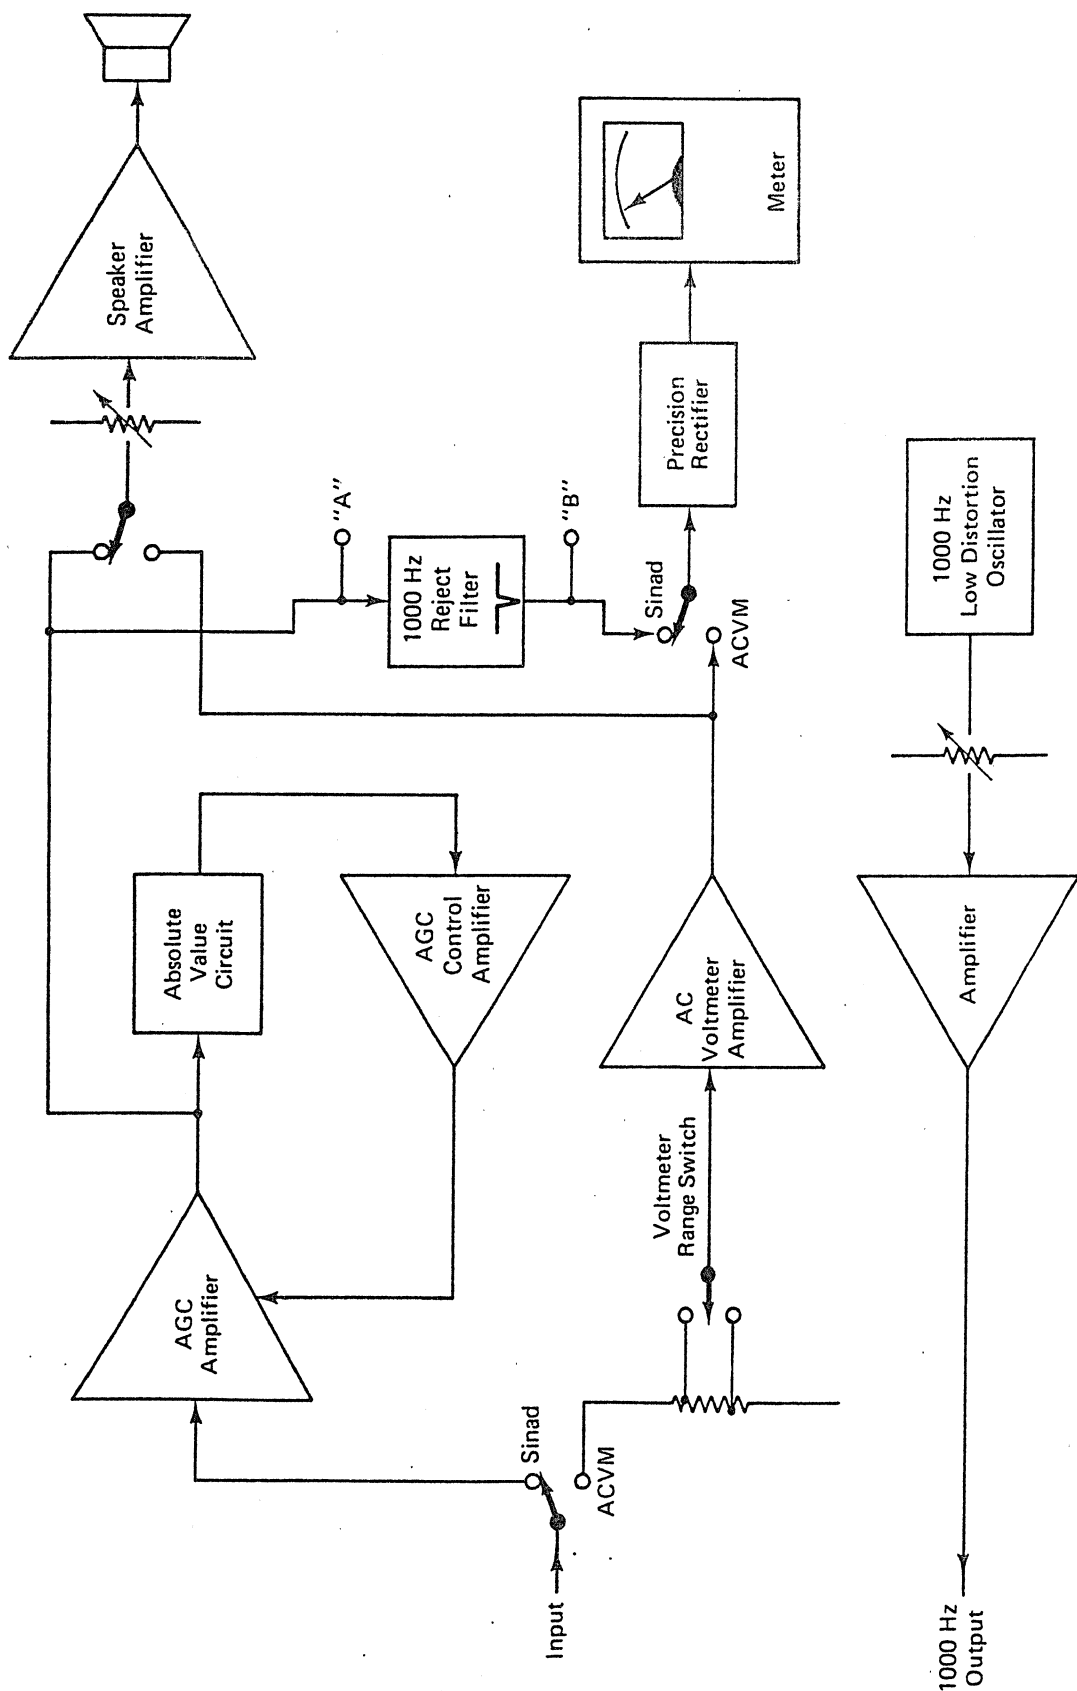 Input
Sinad
ACVM
AGC
Amplifier
Absolute
Value
Circuit
AGC
Control
Amplifier
Speaker
Amplifier
"A"
1000 Hz
Reject
Filter
"B"
Sinad
ACVM
Precision
Rectifier
Meter
Voltmeter
Range Switch
AC
Voltmeter
Amplifier
1000 Hz
Output
Amplifier
1000 Hz
Low Distortion
Oscillator